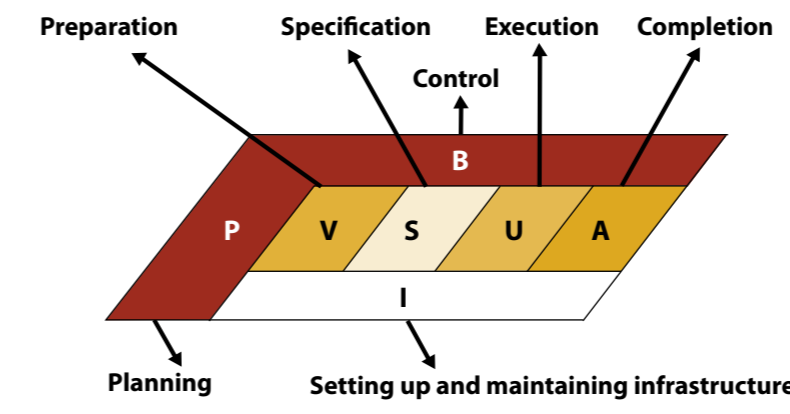 Preparation Specification Execution Completion
Control
B
P V S U A
I
Planning
Setting up and maintaining infrastructure